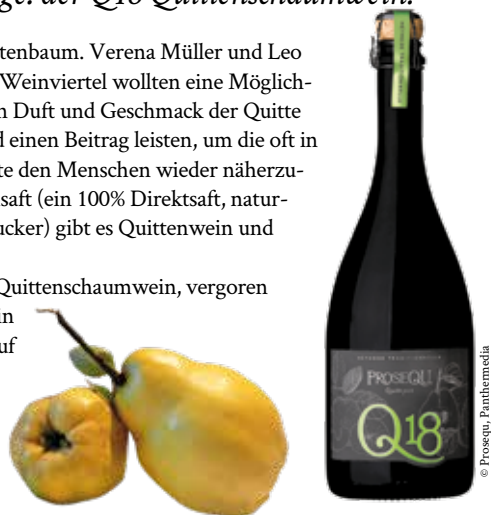 der Q18 Quittenschaumwein.
tenbaum. Verena Müller und Leo
Weinviertel wollten eine Möglich-
n Duft und Geschmack der Quitte
d einen Beitrag leisten, um die oft in
te den Menschen wieder näherzu-
saft (ein 100% Direktsaft, natur-
ucker) gibt es Quittenwein und
Quittenschaumwein, vergoren
in
uf
PROSEQU
Q18
© Prosequ, Panthermedia